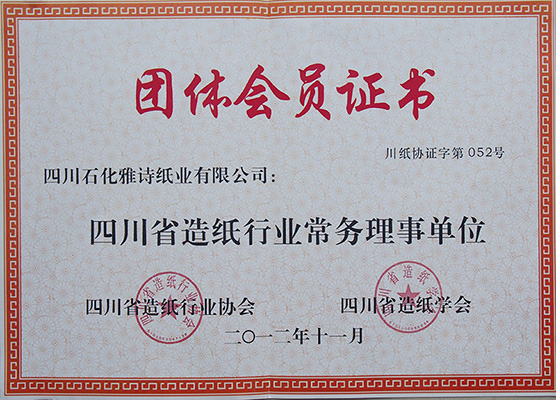 团体会员证书
川纸协证字第052号
四川石化雅诗纸业有限公司：
四川省造纸行业常务理事单位
四川省造纸行业协会 四川省造纸学会
二〇一二年十一月